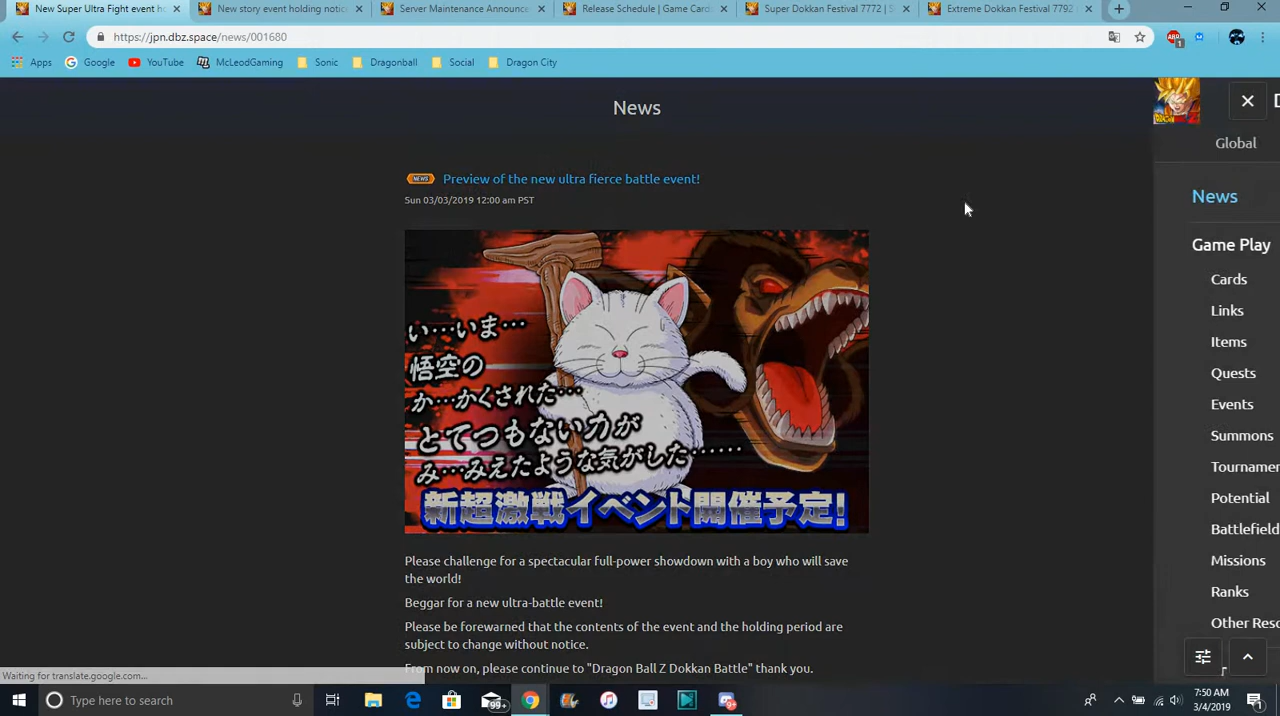 New Super Ultra Fight event ho
New story event holding notic
Server Maintenance Announce
Release Schedule | Game Card
Super Dokkan Festival 7772 | S
Extreme Dokkan Festival 7792
https://jpn.dbz.space/news/001680
ABP
1
Apps
Google
YouTube
McLeodGaming
Sonic
Dragonball
Social
Dragon City
News
Global
NEWS
Preview of the new ultra fierce battle event!
Sun 03/03/2019 12:00 am PST
い…いま…
悟空の
か…かくされた…
とてつもない力が
み…みえたような気がした……
新超激戦イベント開催予定!
Please challenge for a spectacular full-power showdown with a boy who will save
the world!
Beggar for a new ultra-battle event!
Please be forewarned that the contents of the event and the holding period are
subject to change without notice.
From now on, please continue to "Dragon Ball Z Dokkan Battle" thank you.
News
Game Play
Cards
Links
Items
Quests
Events
Summons
Tournamen
Potential
Battlefield
Missions
Ranks
Other Res
Waiting for translate.google.com...
Type here to search
99+
7:50 AM
3/4/2019